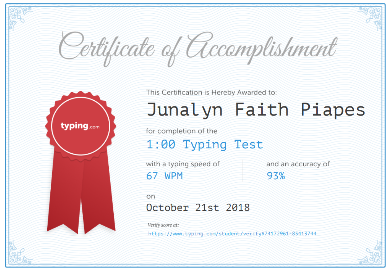 Certificate of Accomplishment
This Certification is Hereby Awarded to:
Junalyn Faith Piapes
typing.com
for completion of the
1:00 Typing Test
with a typing speed of and an accuracy of
67 WPM 93%
on
October 21st 2018
Verify score at: